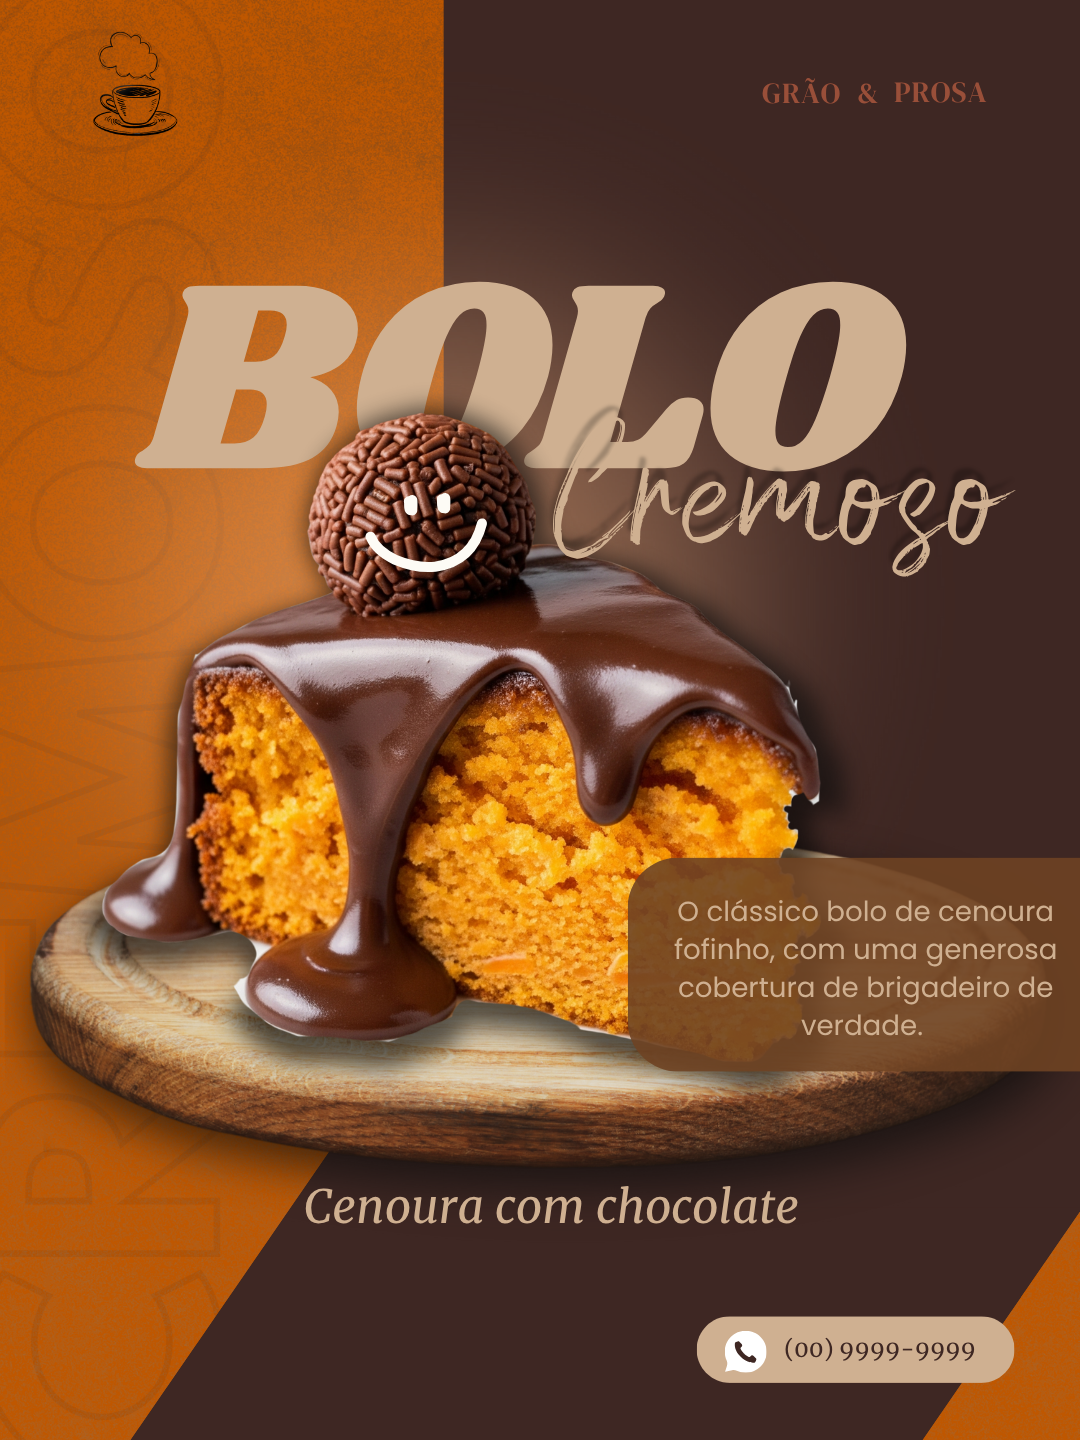 GRÃO & PROSA
BOLO
Cremoso
CREMOSO
O clássico bolo de cenoura
fofinho, com uma generosa
cobertura de brigadeiro de
verdade.
Cenoura com chocolate
(00) 9999-9999